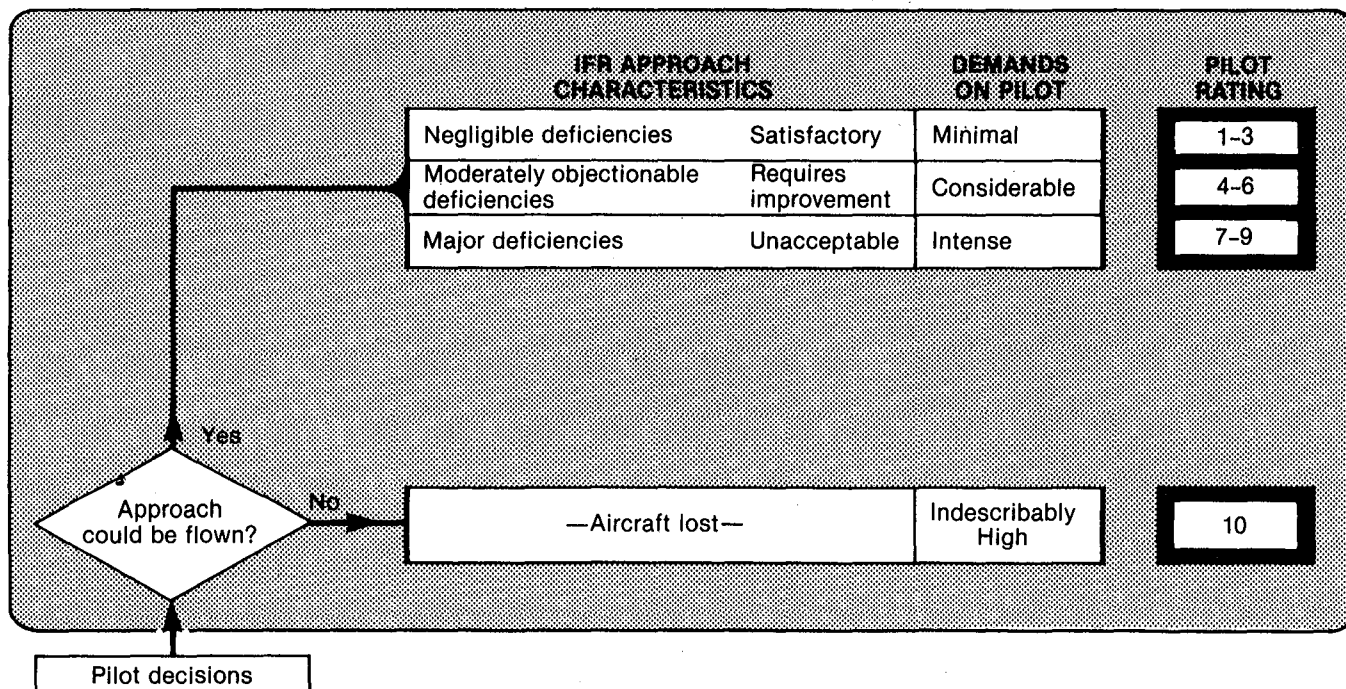 IFR APPROACH CHARACTERISTICS
DEMANDS ON PILOT
PILOT RATING
Negligible deficiencies Satisfactory Minimal 1-3
Moderately objectionable deficiencies Requires improvement Considerable 4-6
Major deficiencies Unacceptable Intense 7-9
Yes
Approach
could be flown?
No
—Aircraft lost—
Indescribably
High
10
Pilot decisions